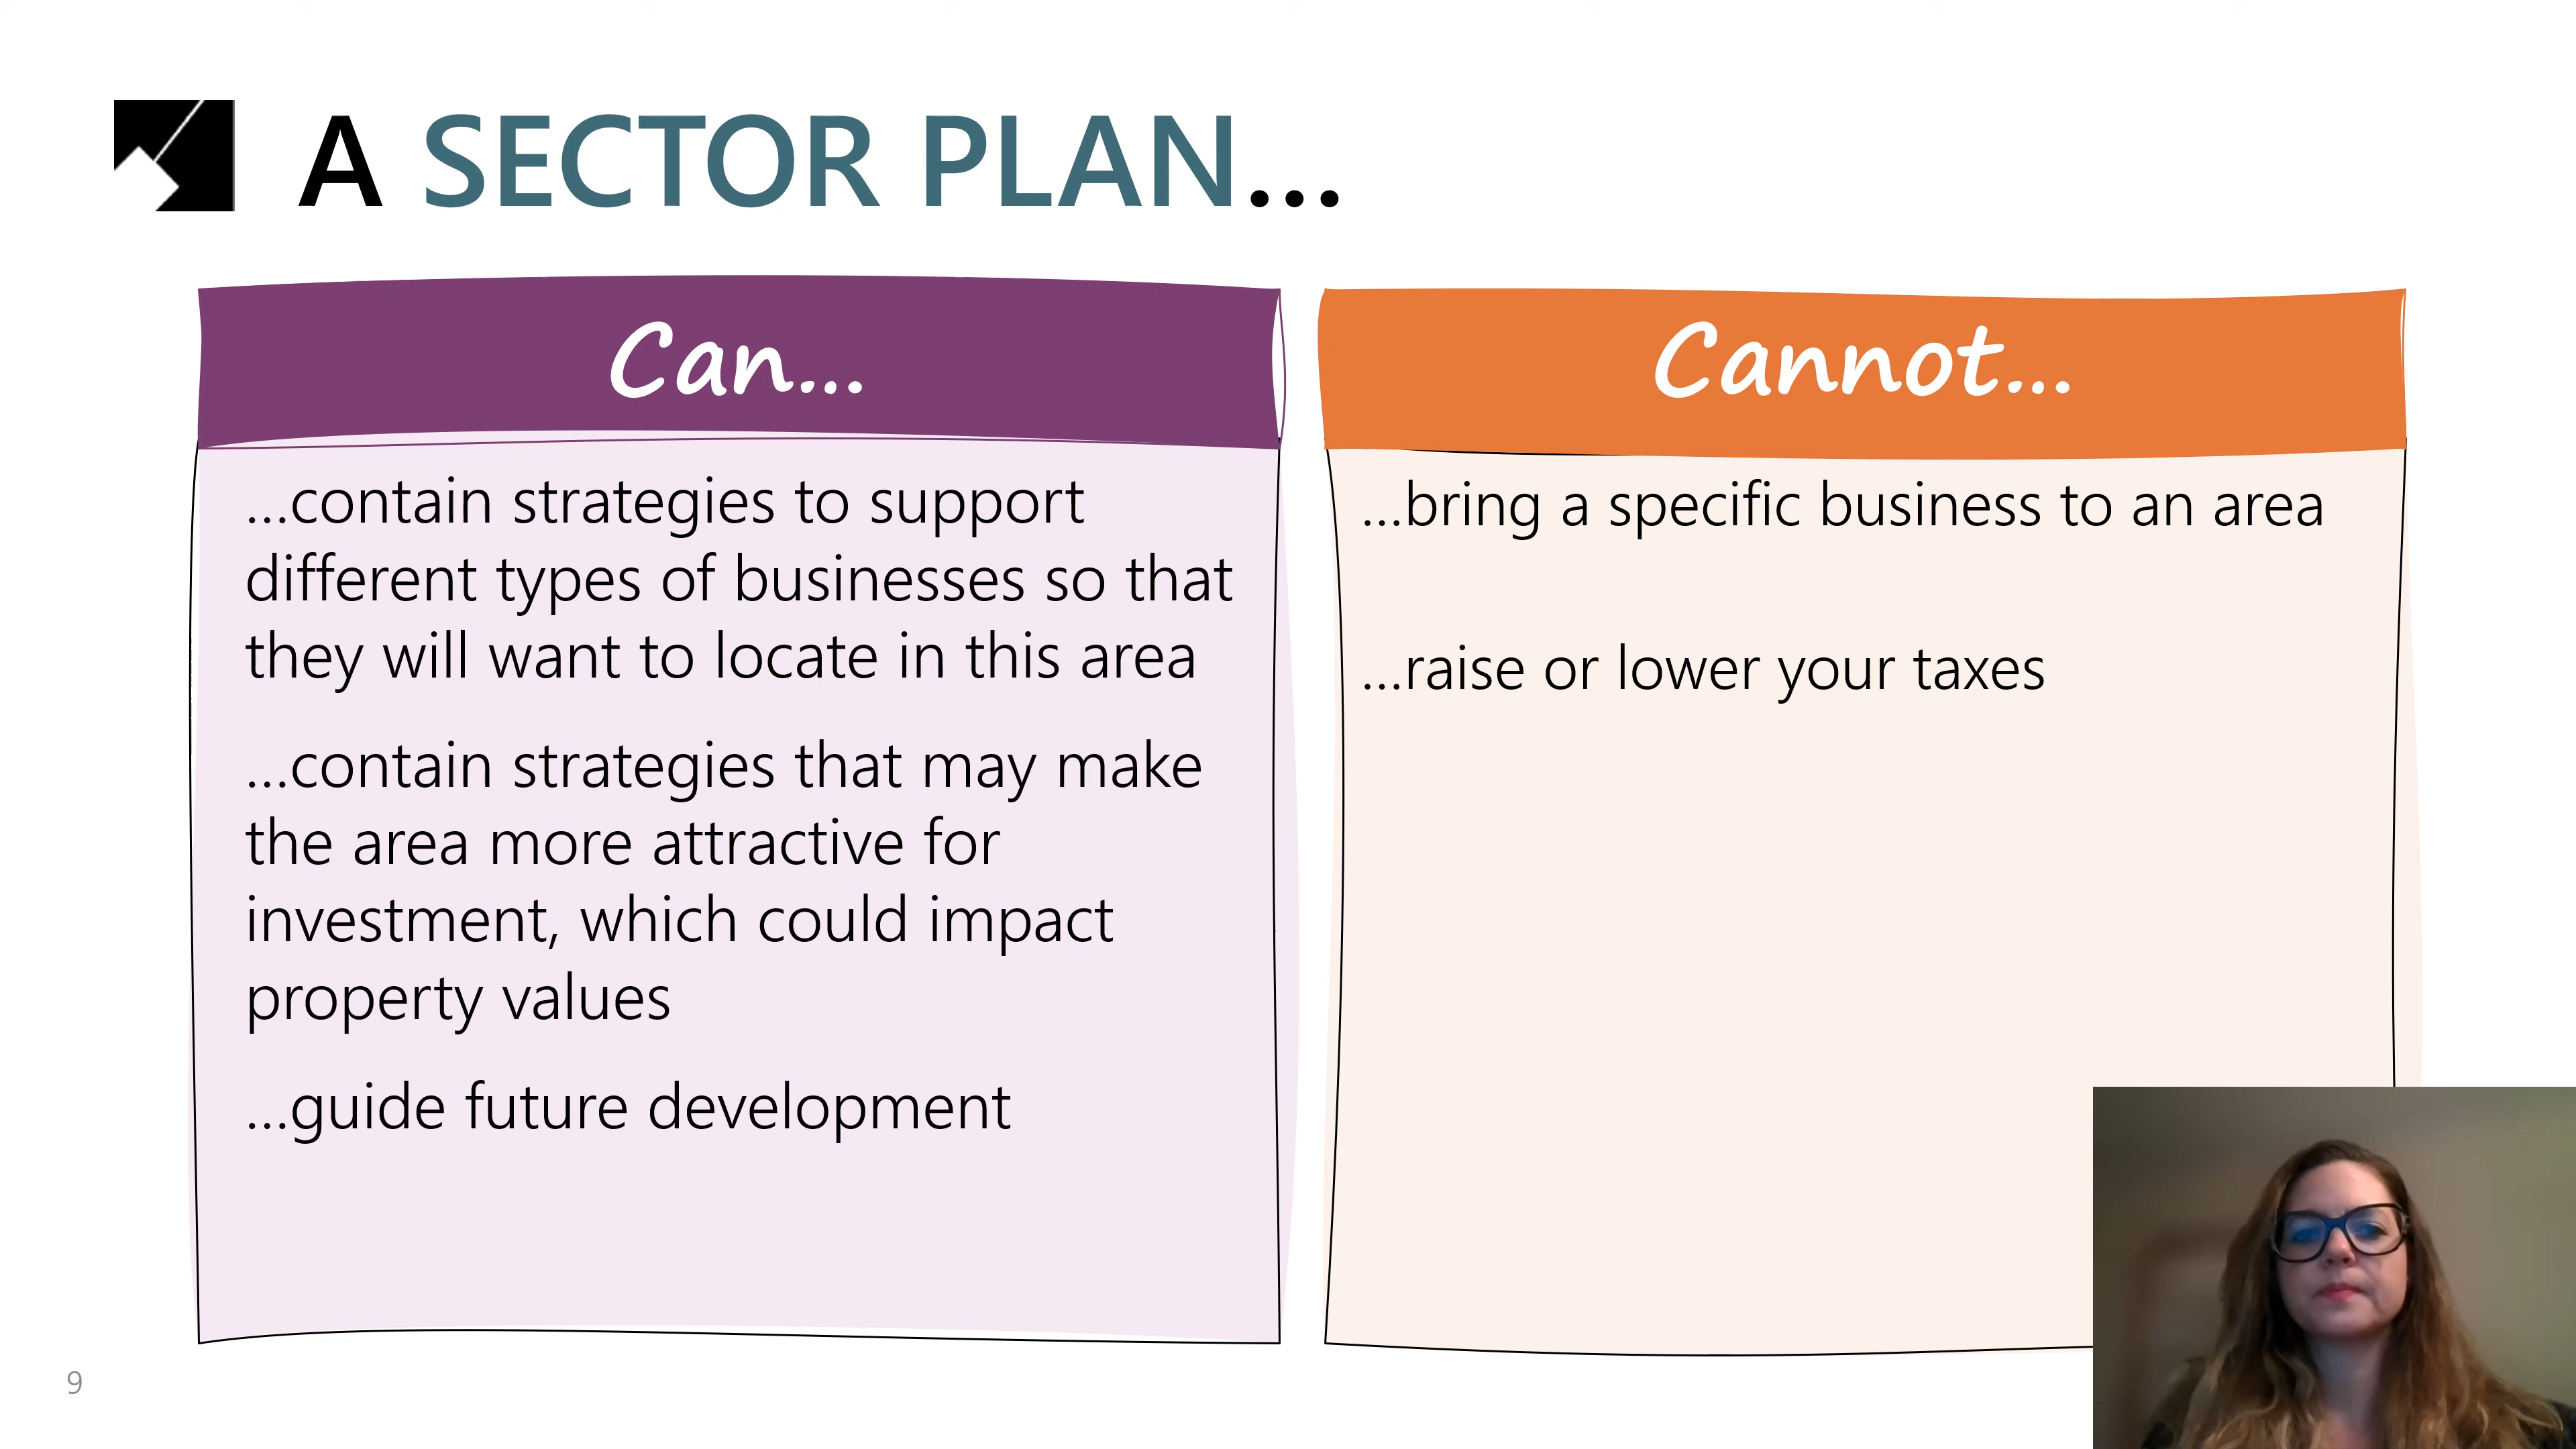 A SECTOR PLAN...
Can...
...contain strategies to support
different types of businesses so that
they will want to locate in this area
...contain strategies that may make
the area more attractive for
investment, which could impact
property values
...guide future development
Cannot...
...bring a specific business to an area
...raise or lower your taxes
9